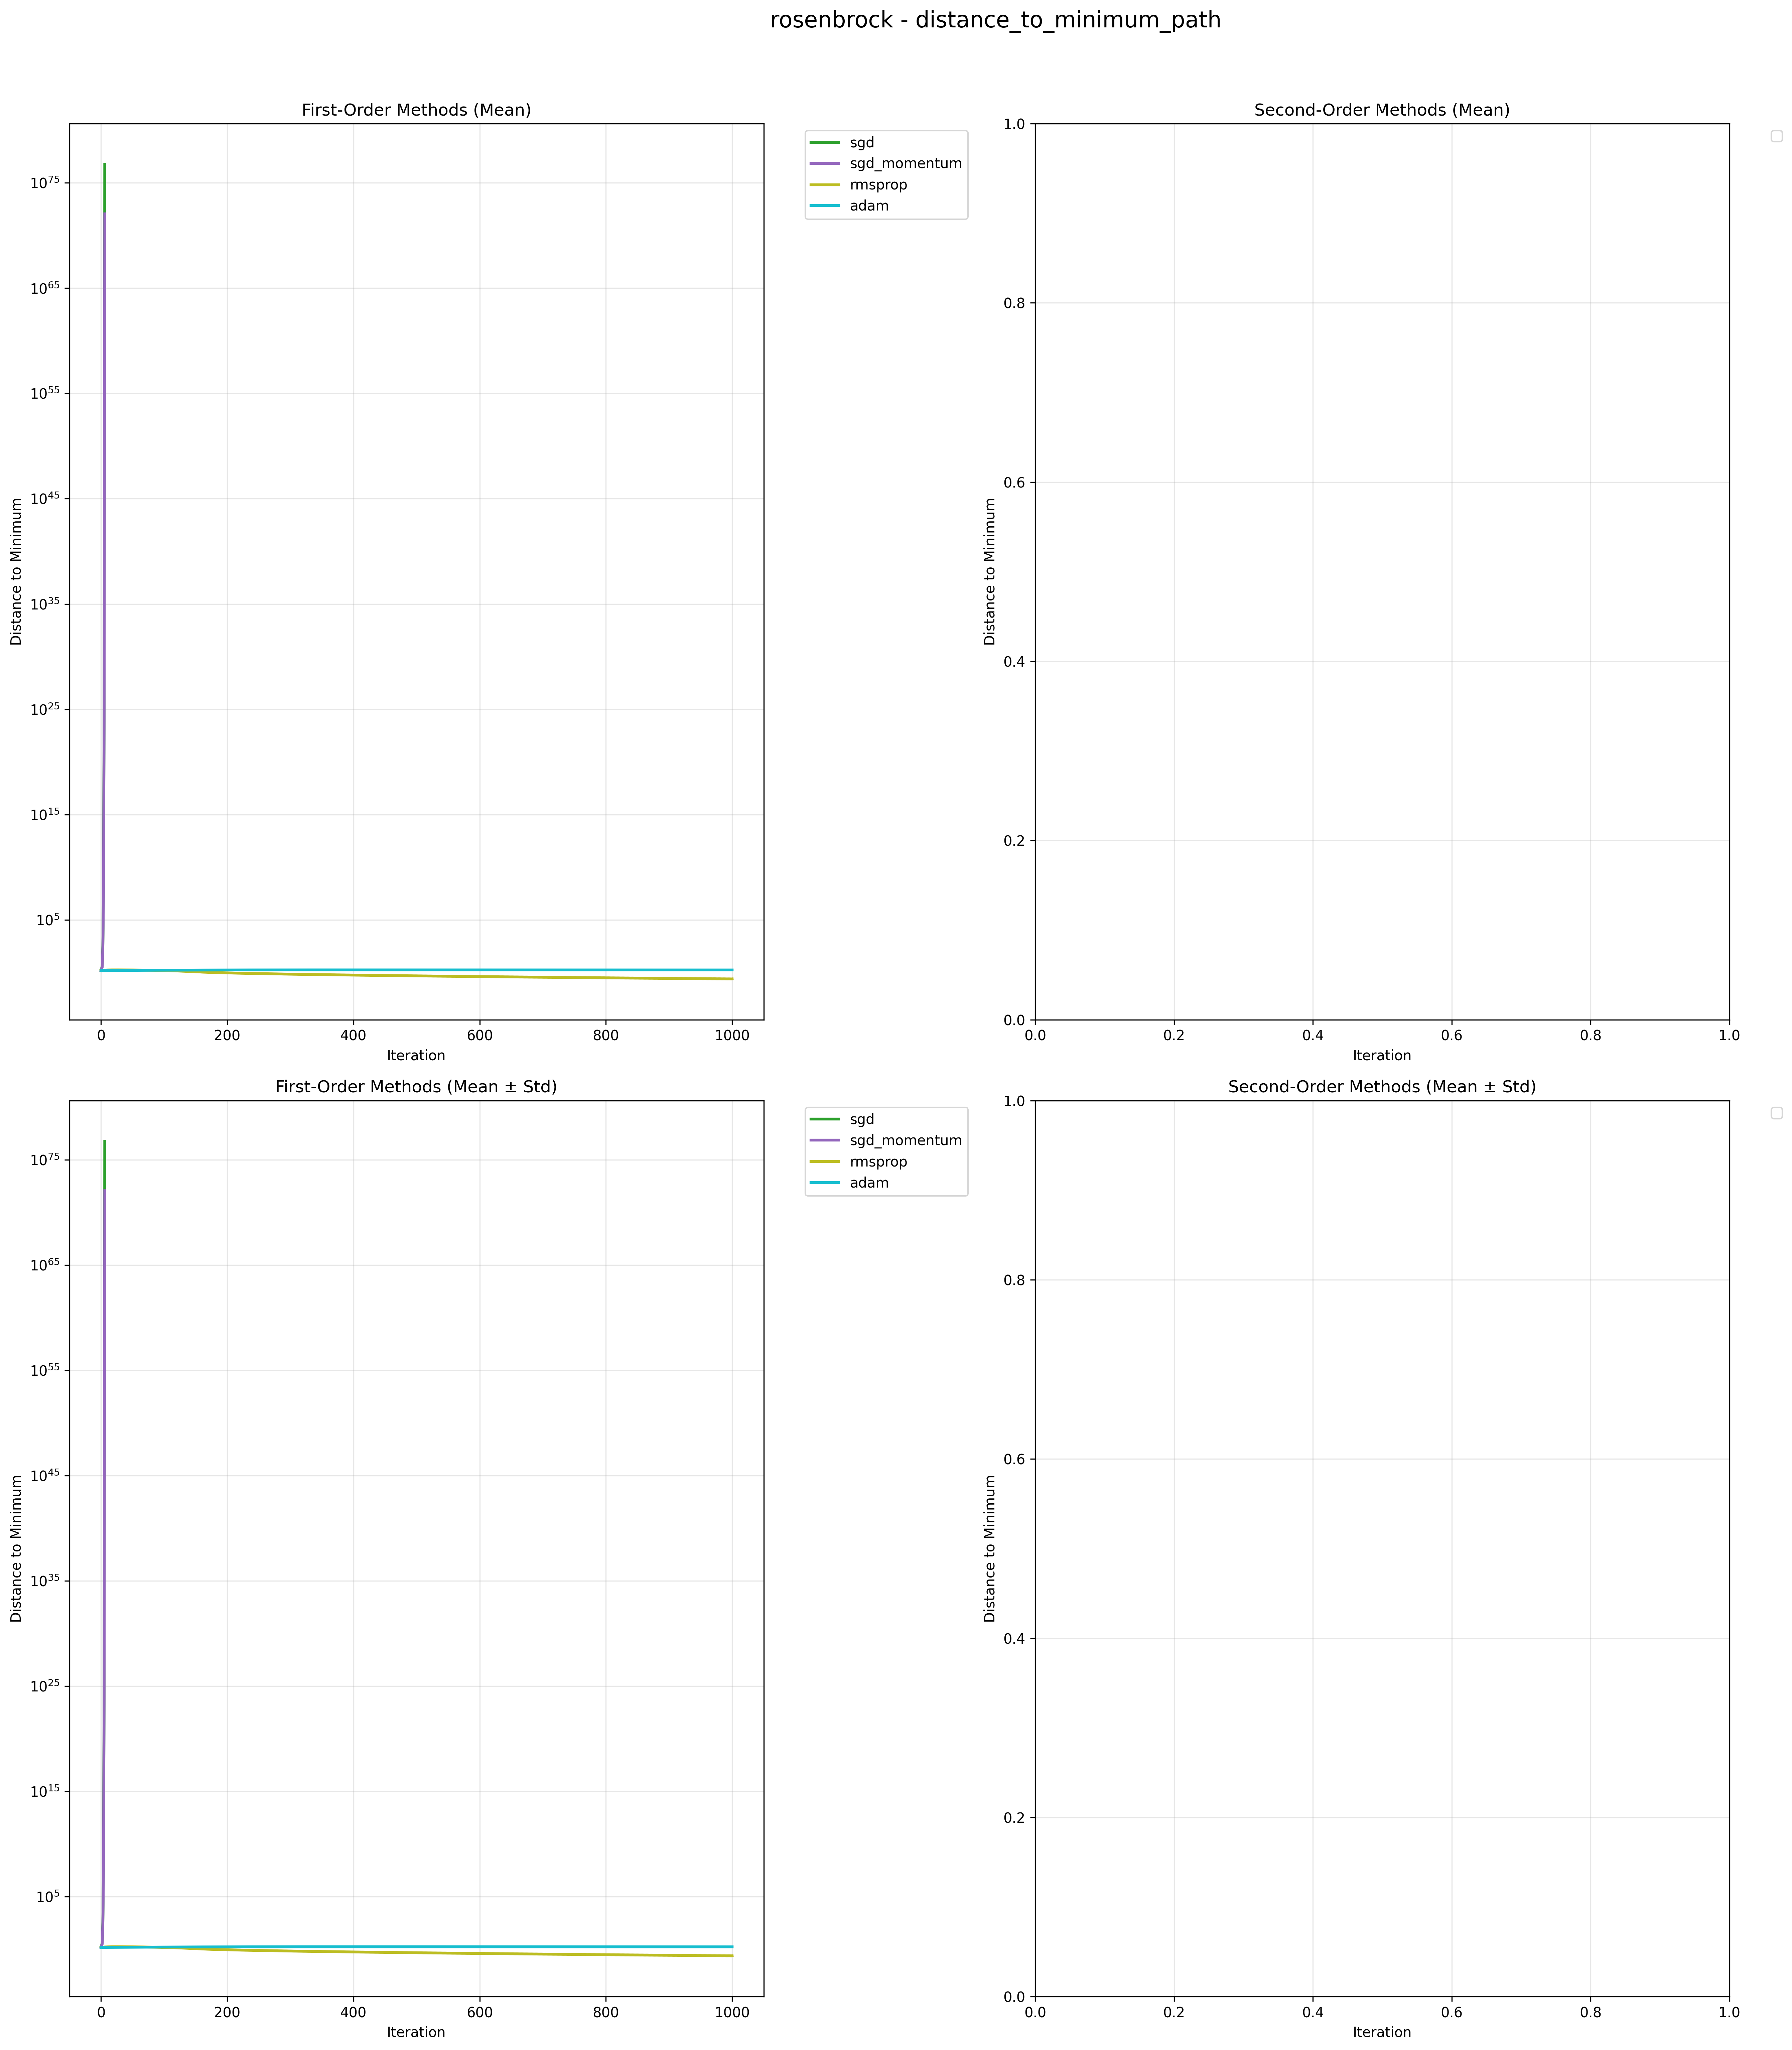 rosenbrock - distance_to_minimum_path
First-Order Methods (Mean)
10^75
10^65
10^55
10^45
10^35
10^25
10^15
10^5
Distance to Minimum
0 200 400 600 800 1000
Iteration
sgd
sgd_momentum
rmsprop
adam
Second-Order Methods (Mean)
1.0
0.8
0.6
0.4
0.2
0.0
Distance to Minimum
0.0 0.2 0.4 0.6 0.8 1.0
Iteration
First-Order Methods (Mean ± Std)
10^75
10^65
10^55
10^45
10^35
10^25
10^15
10^5
Distance to Minimum
0 200 400 600 800 1000
Iteration
sgd
sgd_momentum
rmsprop
adam
Second-Order Methods (Mean ± Std)
1.0
0.8
0.6
0.4
0.2
0.0
Distance to Minimum
0.0 0.2 0.4 0.6 0.8 1.0
Iteration